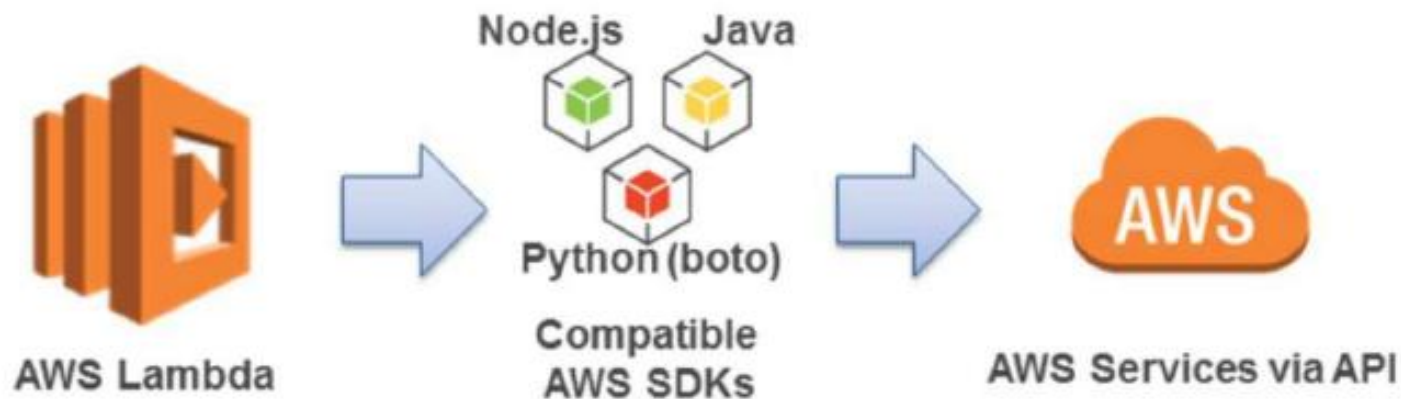 Node.js Java
Python (boto)
AWS Lambda
Compatible
AWS SDKs
AWS
AWS Services via API